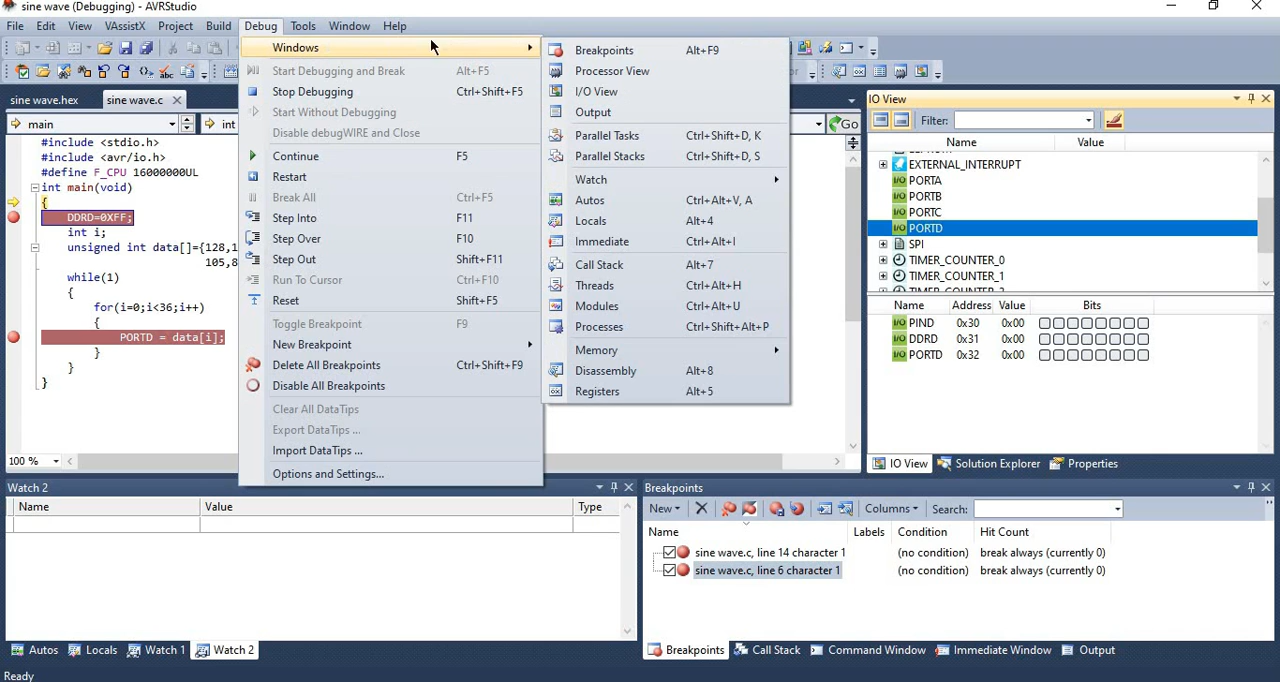 sine wave (Debugging) - AVRStudio
File Edit View VAssistX Project Build Debug Tools Window Help
sine wave.hex sine wave.c
main int Go
#include <stdio.h>
#include <avr/io.h>
#define F_CPU 16000000UL
int main(void)
{
DDRD=0XFF;
int i;
unsigned int data[]={128,1
105,8
while(1)
{
for(i=0;i<36;i++)
{
PORTD = data[i];
}
}
}
100 %
Windows
Start Debugging and Break Alt+F5
Stop Debugging Ctrl+Shift+F5
Start Without Debugging
Disable debugWIRE and Close
Continue F5
Restart
Break All Ctrl+F5
Step Into F11
Step Over F10
Step Out Shift+F11
Run To Cursor Ctrl+F10
Reset Shift+F5
Toggle Breakpoint F9
New Breakpoint
Delete All Breakpoints Ctrl+Shift+F9
Disable All Breakpoints
Clear All DataTips
Export DataTips ...
Import DataTips ...
Options and Settings...
Breakpoints Alt+F9
Processor View
I/O View
Output
Parallel Tasks Ctrl+Shift+D, K
Parallel Stacks Ctrl+Shift+D, S
Watch
Autos Ctrl+Alt+V, A
Locals Alt+4
Immediate Ctrl+Alt+I
Call Stack Alt+7
Threads Ctrl+Alt+H
Modules Ctrl+Alt+U
Processes Ctrl+Shift+Alt+P
Memory
Disassembly Alt+8
Registers Alt+5
IO View
Filter:
Name Value
EXTERNAL_INTERRUPT
I/O PORTA
I/O PORTB
I/O PORTC
I/O PORTD
SPI
TIMER_COUNTER_0
TIMER_COUNTER_1
Name Address Value Bits
I/O PIND 0x30 0x00
I/O DDRD 0x31 0x00
I/O PORTD 0x32 0x00
IO View Solution Explorer Properties
Watch 2
Name Value Type
Autos Locals Watch 1 Watch 2
Breakpoints
New Columns Search:
Name Labels Condition Hit Count
sine wave.c, line 14 character 1 (no condition) break always (currently 0)
sine wave.c, line 6 character 1 (no condition) break always (currently 0)
Breakpoints Call Stack Command Window Immediate Window Output
Ready